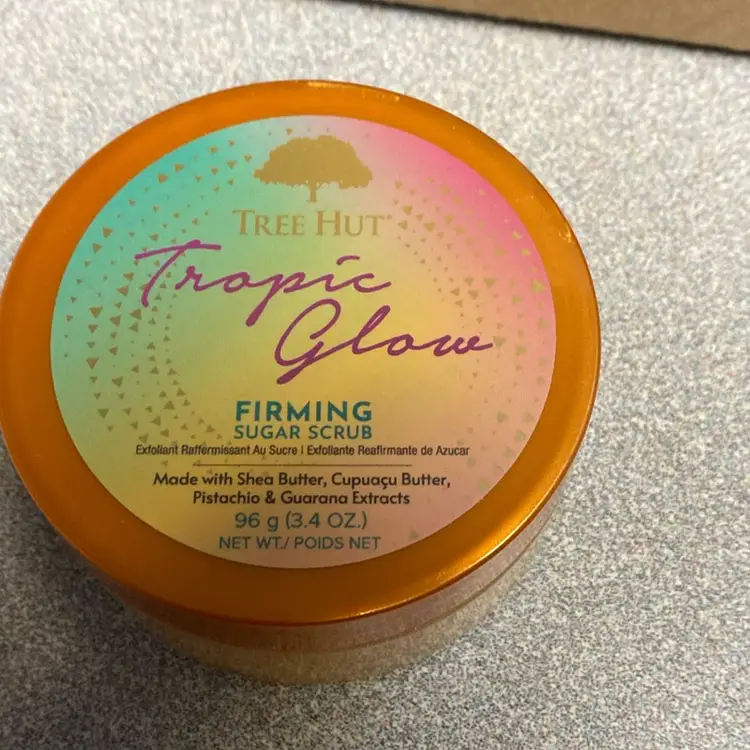 TREE HUT
Tropic
Glow
FIRMING
SUGAR SCRUB
Exfoliant Raffermissant Au Sucre | Exfoliante Reafirmante de Azucar
Made with Shea Butter, Cupuaçu Butter,
Pistachio & Guarana Extracts
96 g (3.4 OZ.)
NET WT./ POIDS NET